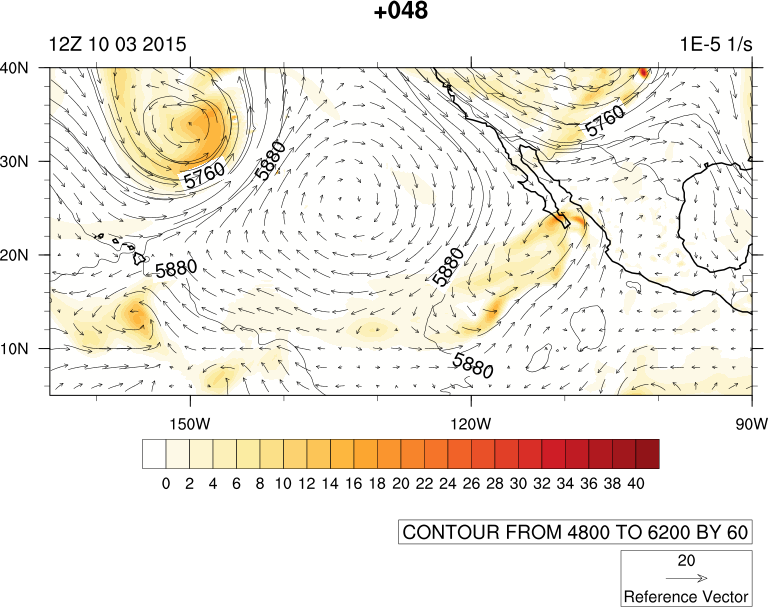 +048
12Z 10 03 2015 1E-5 1/s
40N
5760
30N
5880
5760
20N
5880
5880
10N
5880
150W 120W 90W
0 2 4 6 8 10 12 14 16 18 20 22 24 26 28 30 32 34 36 38 40
CONTOUR FROM 4800 TO 6200 BY 60
20
Reference Vector